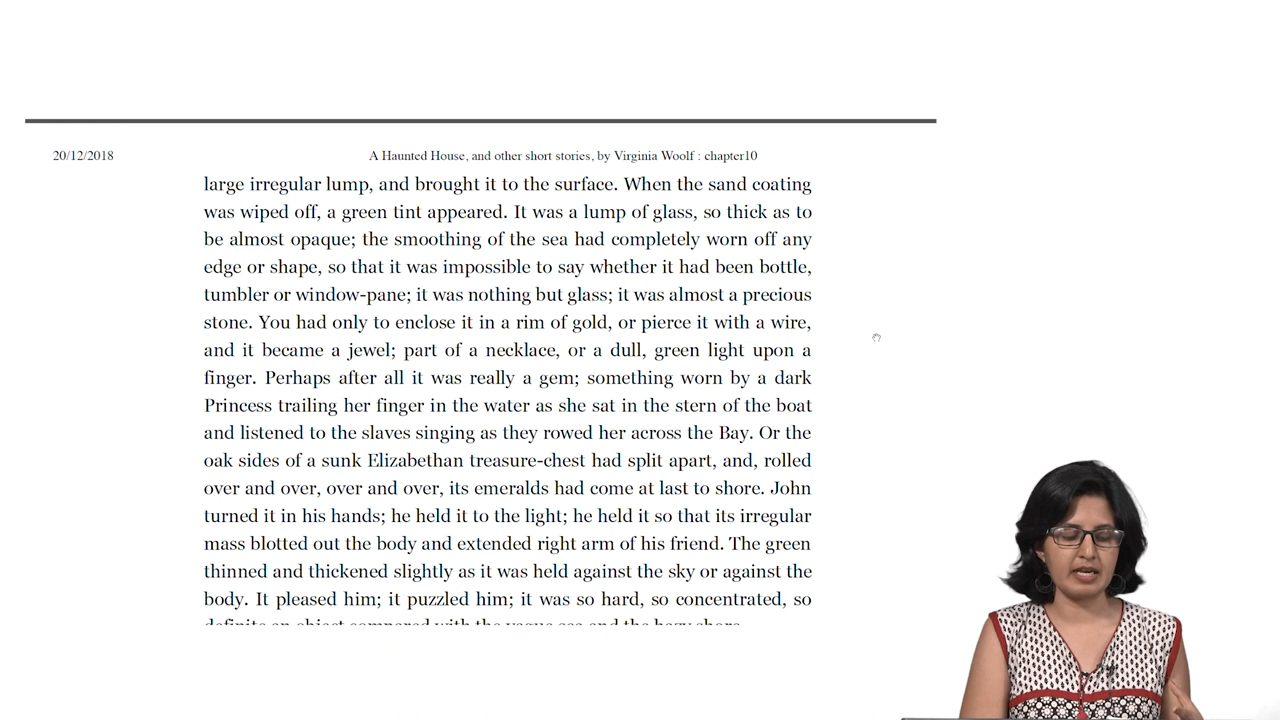 20/12/2018
A Haunted House, and other short stories, by Virginia Woolf : chapter10
large irregular lump, and brought it to the surface. When the sand coating
was wiped off, a green tint appeared. It was a lump of glass, so thick as to
be almost opaque; the smoothing of the sea had completely worn off any
edge or shape, so that it was impossible to say whether it had been bottle,
tumbler or window-pane; it was nothing but glass; it was almost a precious
stone. You had only to enclose it in a rim of gold, or pierce it with a wire,
and it became a jewel; part of a necklace, or a dull, green light upon a
finger. Perhaps after all it was really a gem; something worn by a dark
Princess trailing her finger in the water as she sat in the stern of the boat
and listened to the slaves singing as they rowed her across the Bay. Or the
oak sides of a sunk Elizabethan treasure-chest had split apart, and, rolled
over and over, over and over, its emeralds had come at last to shore. John
turned it in his hands; he held it to the light; he held it so that its irregular
mass blotted out the body and extended right arm of his friend. The green
thinned and thickened slightly as it was held against the sky or against the
body. It pleased him; it puzzled him; it was so hard, so concentrated, so
definite an object compared with the vague sea and the hazy shore.